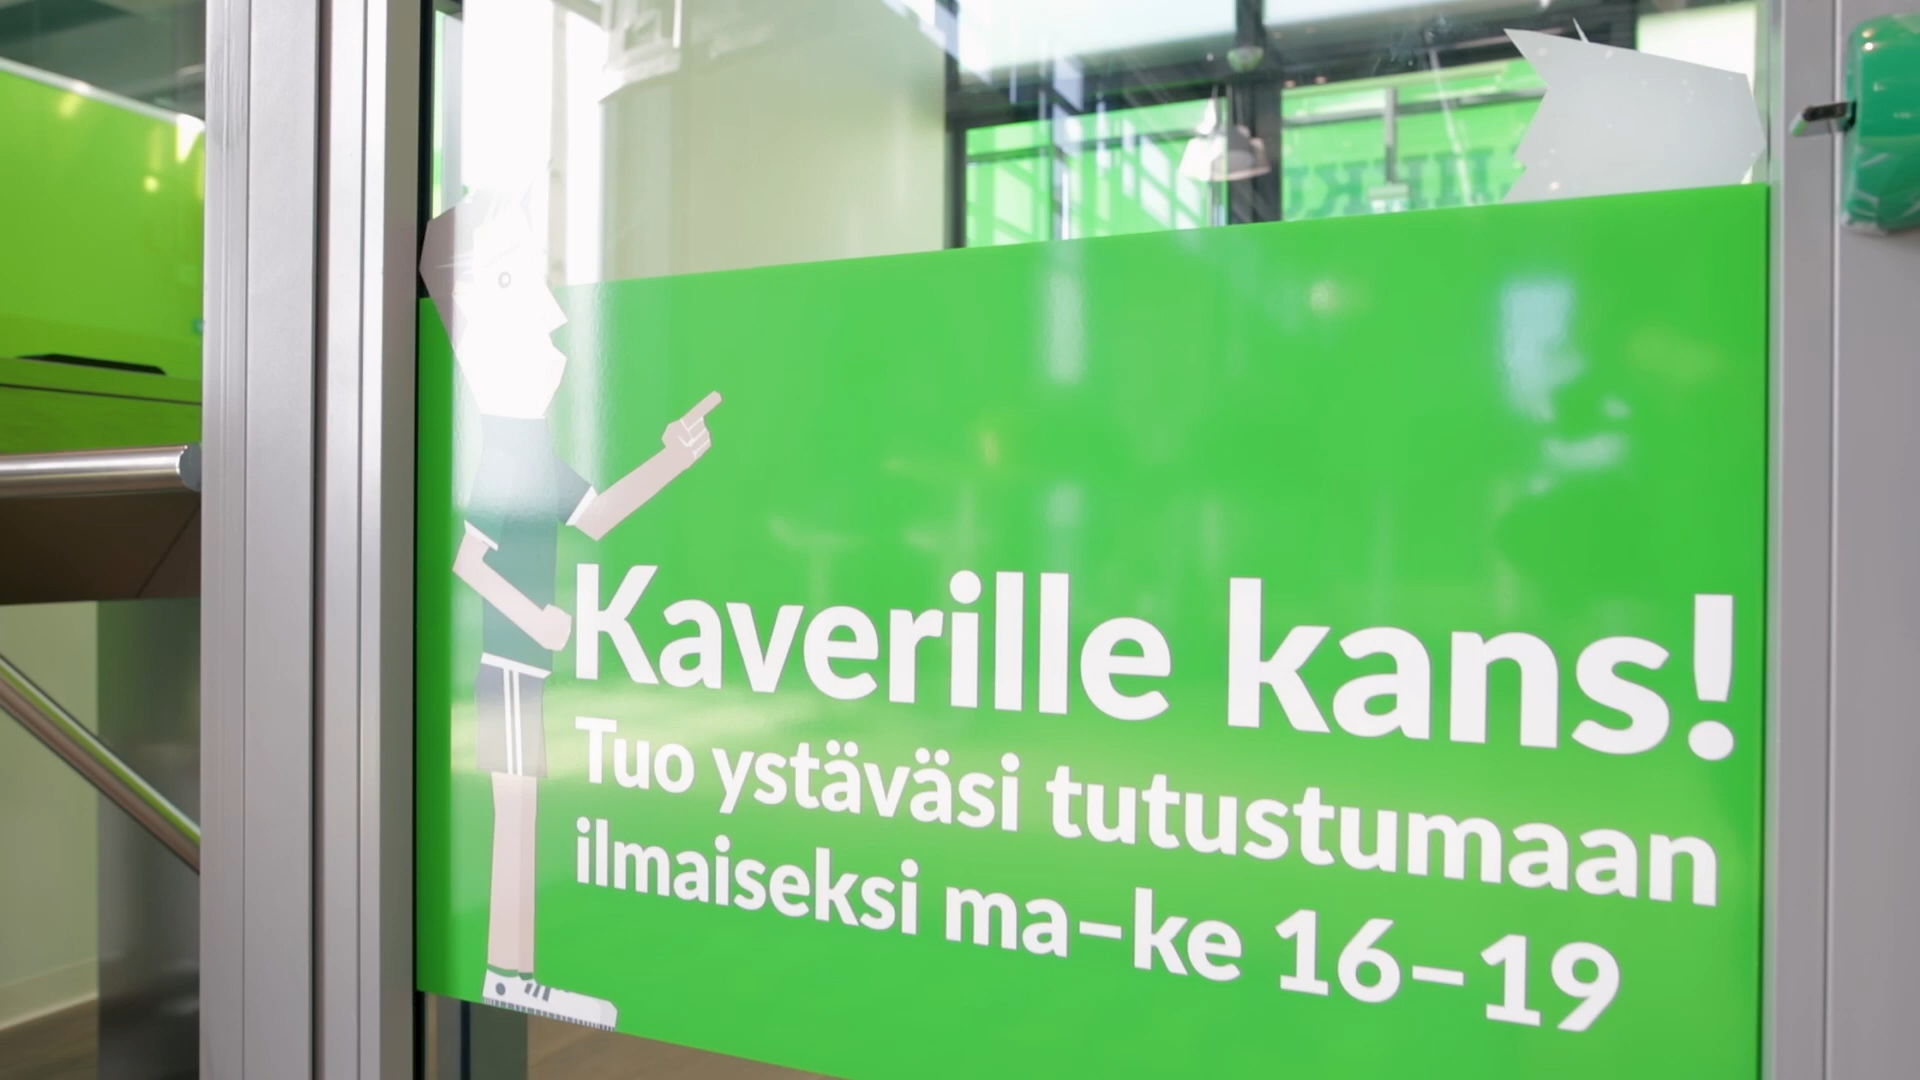 Kaverille kans!
Tuo ystäväsi tutustumaan
ilmaiseksi ma–ke 16–19